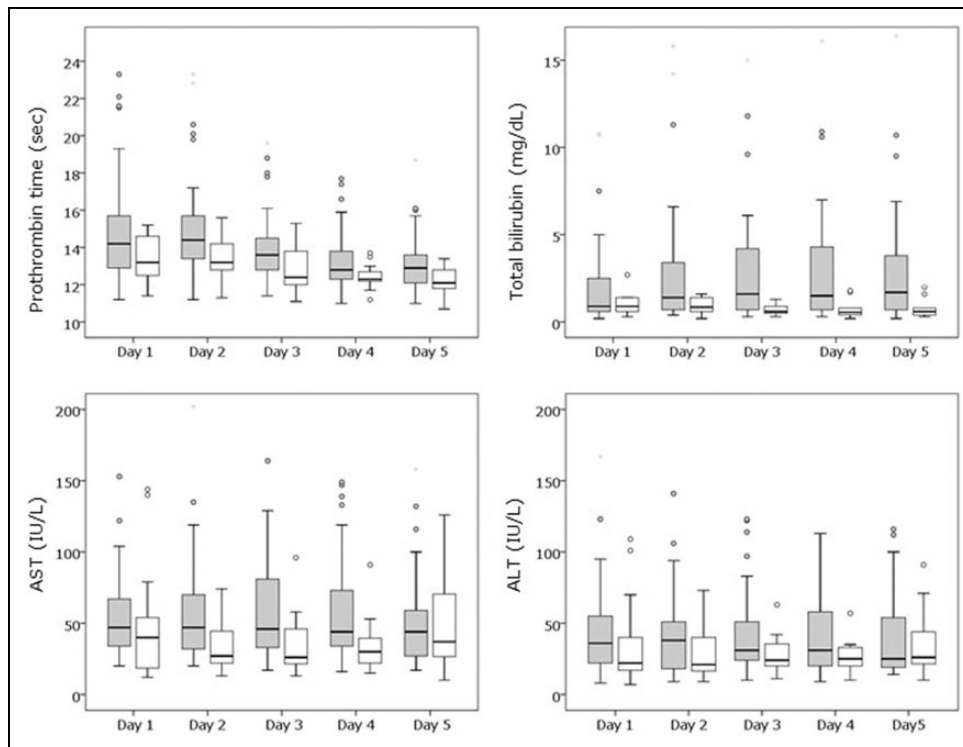 Prothrombin time (sec)
24
22
20
18
16
14
12
10
Day 1 Day 2 Day 3 Day 4 Day 5
Total bilirubin (mg/dL)
15
10
5
0
Day 1 Day 2 Day 3 Day 4 Day 5
AST (IU/L)
200
150
100
50
0
Day 1 Day 2 Day 3 Day 4 Day 5
ALT (IU/L)
200
150
100
50
0
Day 1 Day 2 Day 3 Day 4 Day5